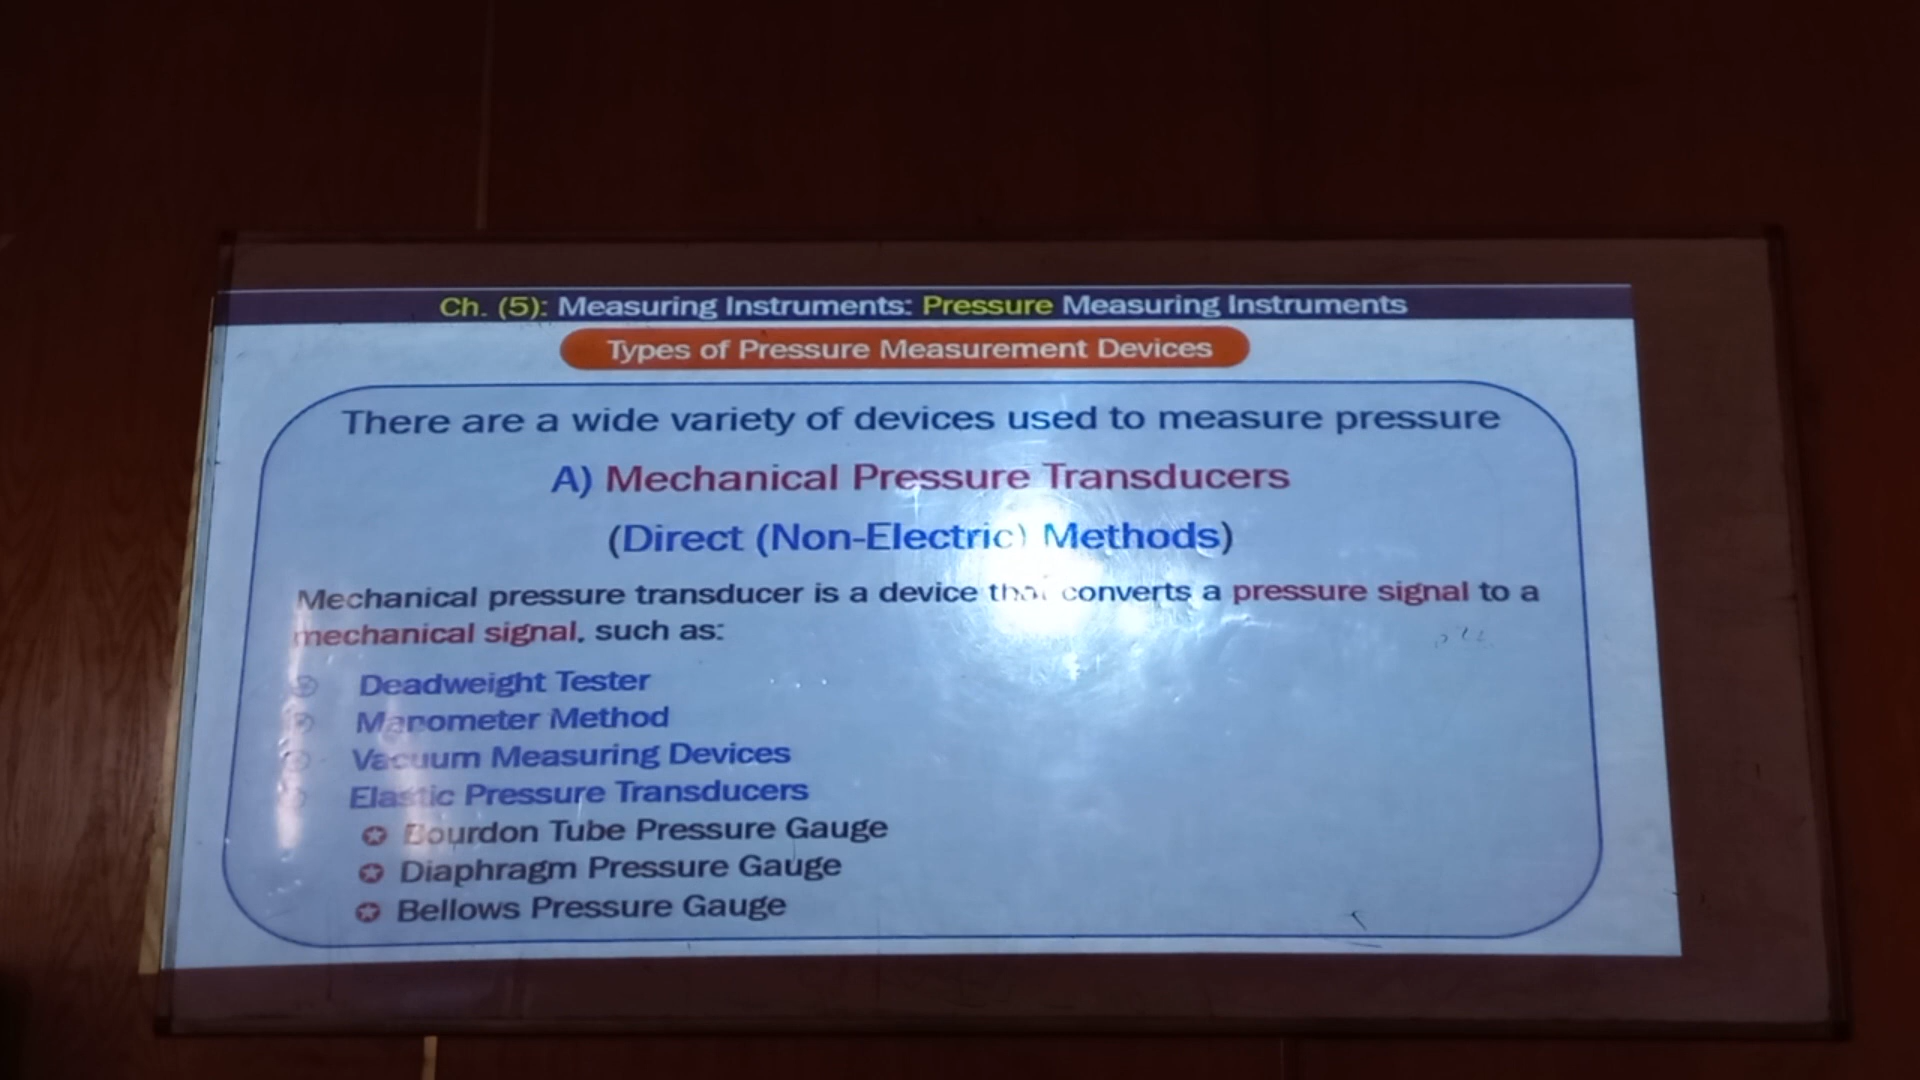 Ch. (5): Measuring Instruments: Pressure Measuring Instruments
Types of Pressure Measurement Devices
There are a wide variety of devices used to measure pressure
A) Mechanical Pressure Transducers
(Direct (Non-Electric) Methods)
Mechanical pressure transducer is a device that converts a pressure signal to a
mechanical signal, such as:
Deadweight Tester
Manometer Method
Vacuum Measuring Devices
Elastic Pressure Transducers
Bourdon Tube Pressure Gauge
Diaphragm Pressure Gauge
Bellows Pressure Gauge